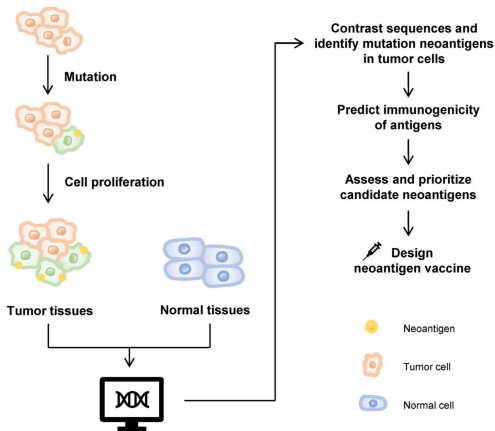 Mutation
Cell proliferation
Tumor tissues
Normal tissues
Contrast sequences and
identify mutation neoantigens
in tumor cells
Predict immunogenicity
of antigens
Assess and prioritize
candidate neoantigens
Design
neoantigen vaccine
Neoantigen
Tumor cell
Normal cell